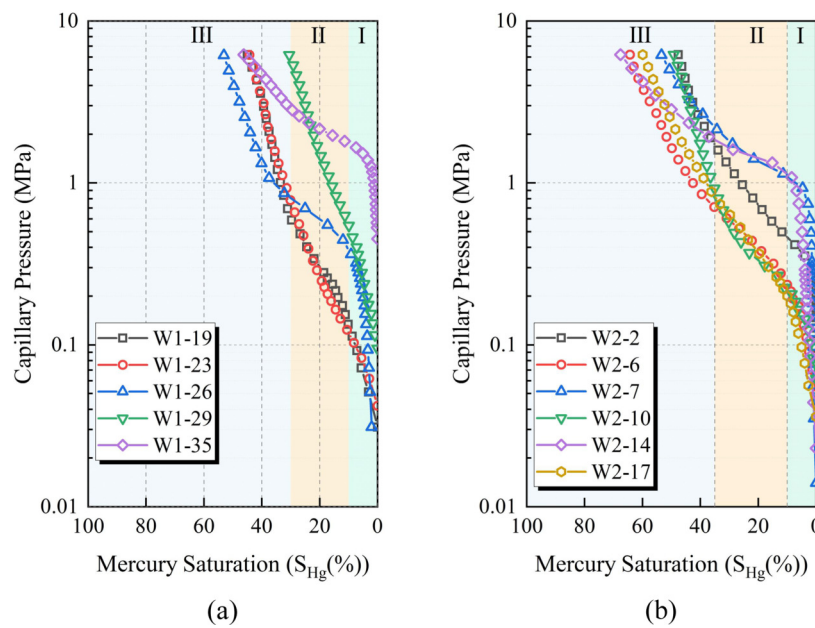 III II I
10
1
0.1
0.01
Capillary Pressure (MPa)
W1-19
W1-23
W1-26
W1-29
W1-35
100 80 60 40 20 0
Mercury Saturation (S_Hg(%))
(a)
III II I
10
1
0.1
0.01
Capillary Pressure (MPa)
W2-2
W2-6
W2-7
W2-10
W2-14
W2-17
100 80 60 40 20 0
Mercury Saturation (S_Hg(%))
(b)